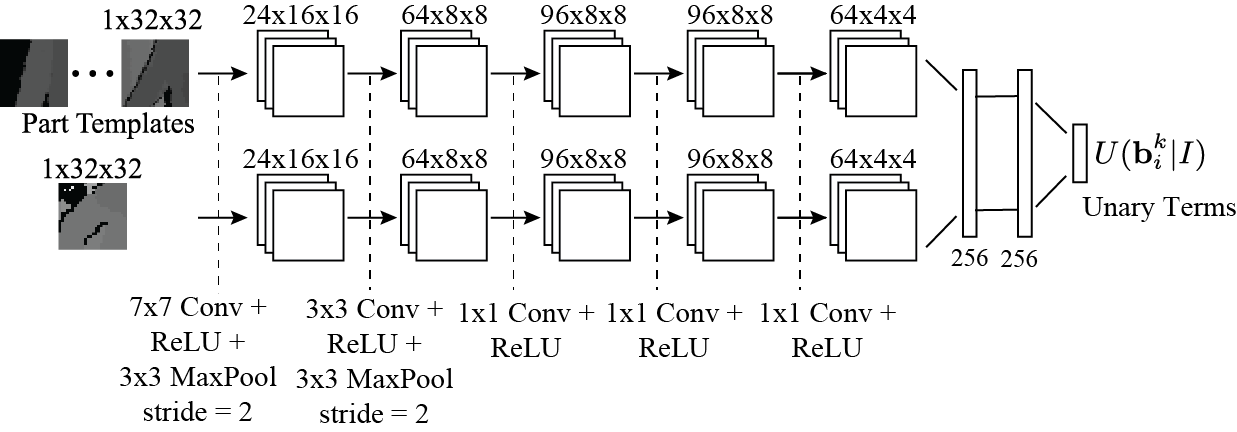 1x32x32
24x16x16
64x8x8
96x8x8
96x8x8
64x4x4
Part Templates
1x32x32
24x16x16
64x8x8
96x8x8
96x8x8
64x4x4
U(b_i^k|I)
Unary Terms
256 256
7x7 Conv +
ReLU +
3x3 MaxPool
stride = 2
3x3 Conv +
ReLU +
3x3 MaxPool
stride = 2
1x1 Conv +
ReLU
1x1 Conv +
ReLU
1x1 Conv +
ReLU